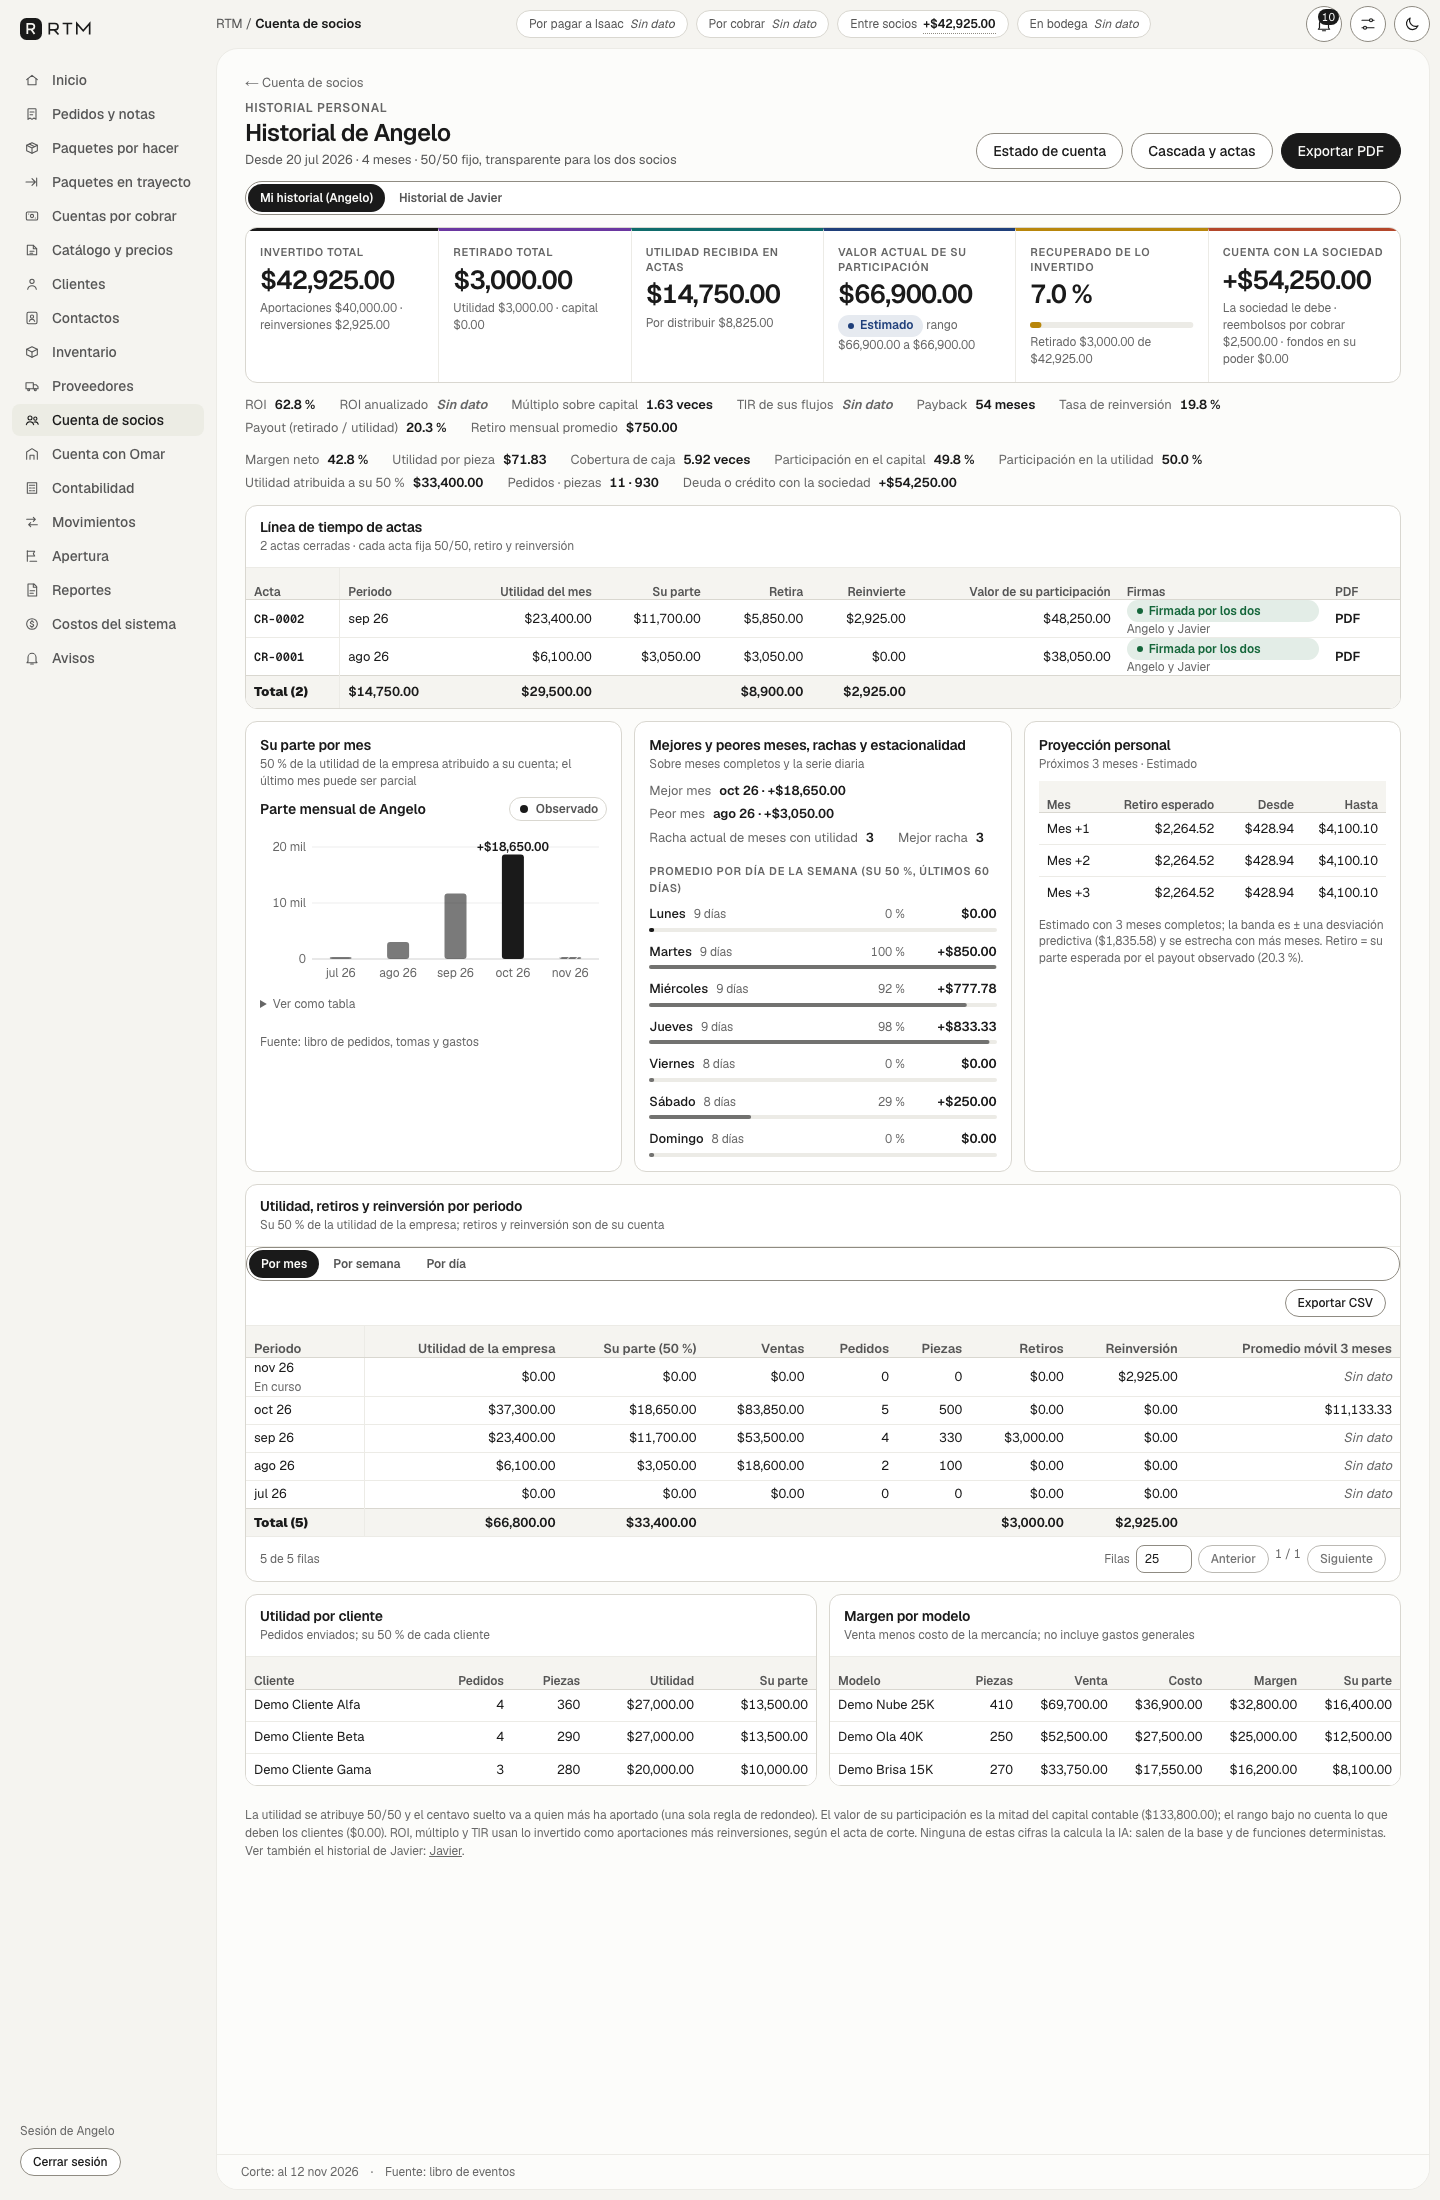 R RTM
RTM / Cuenta de socios
Por pagar a Isaac Sin dato
Por cobrar Sin dato
Entre socios +$42,925.00
En bodega Sin dato
10
Inicio
Pedidos y notas
Paquetes por hacer
Paquetes en trayecto
Cuentas por cobrar
Catálogo y precios
Clientes
Contactos
Inventario
Proveedores
Cuenta de socios
Cuenta con Omar
Contabilidad
Movimientos
Apertura
Reportes
Costos del sistema
Avisos
Sesión de Angelo
Cerrar sesión
← Cuenta de socios
HISTORIAL PERSONAL
Historial de Angelo
Desde 20 jul 2026 · 4 meses · 50/50 fijo, transparente para los dos socios
Estado de cuenta
Cascada y actas
Exportar PDF
Mi historial (Angelo) Historial de Javier
INVERTIDO TOTAL
$42,925.00
Aportaciones $40,000.00 ·
reinversiones $2,925.00
RETIRADO TOTAL
$3,000.00
Utilidad $3,000.00 · capital
$0.00
UTILIDAD RECIBIDA EN
ACTAS
$14,750.00
Por distribuir $8,825.00
VALOR ACTUAL DE SU
PARTICIPACIÓN
$66,900.00
Estimado rango
$66,900.00 a $66,900.00
RECUPERADO DE LO
INVERTIDO
7.0 %
Retirado $3,000.00 de
$42,925.00
CUENTA CON LA SOCIEDAD
+$54,250.00
La sociedad le debe ·
reembolsos por cobrar
$2,500.00 · fondos en su
poder $0.00
ROI 62.8 % ROI anualizado Sin dato Múltiplo sobre capital 1.63 veces TIR de sus flujos Sin dato Payback 54 meses Tasa de reinversión 19.8 %
Payout (retirado / utilidad) 20.3 % Retiro mensual promedio $750.00
Margen neto 42.8 % Utilidad por pieza $71.83 Cobertura de caja 5.92 veces Participación en el capital 49.8 % Participación en la utilidad 50.0 %
Utilidad atribuida a su 50 % $33,400.00 Pedidos · piezas 11 · 930 Deuda o crédito con la sociedad +$54,250.00
Línea de tiempo de actas
2 actas cerradas · cada acta fija 50/50, retiro y reinversión
Acta Periodo Utilidad del mes Su parte Retira Reinvierte Valor de su participación Firmas PDF
CR-0002 sep 26 $23,400.00 $11,700.00 $5,850.00 $2,925.00 $48,250.00 Firmada por los dos PDF
Angelo y Javier
CR-0001 ago 26 $6,100.00 $3,050.00 $3,050.00 $0.00 $38,050.00 Firmada por los dos PDF
Angelo y Javier
Total (2) $14,750.00 $29,500.00 $8,900.00 $2,925.00
Su parte por mes
50 % de la utilidad de la empresa atribuido a su cuenta; el
último mes puede ser parcial
Parte mensual de Angelo
Observado
20 mil
+$18,650.00
10 mil
0
jul 26 ago 26 sep 26 oct 26 nov 26
▶ Ver como tabla
Fuente: libro de pedidos, tomas y gastos
Mejores y peores meses, rachas y estacionalidad
Sobre meses completos y la serie diaria
Mejor mes oct 26 · +$18,650.00
Peor mes ago 26 · +$3,050.00
Racha actual de meses con utilidad 3 Mejor racha 3
PROMEDIO POR DÍA DE LA SEMANA (SU 50 %, ÚLTIMOS 60
DÍAS)
Lunes 9 días 0 % $0.00
Martes 9 días 100 % +$850.00
Miércoles 9 días 92 % +$777.78
Jueves 9 días 98 % +$833.33
Viernes 8 días 0 % $0.00
Sábado 8 días 29 % +$250.00
Domingo 8 días 0 % $0.00
Proyección personal
Próximos 3 meses · Estimado
Mes Retiro esperado Desde Hasta
Mes +1 $2,264.52 $428.94 $4,100.10
Mes +2 $2,264.52 $428.94 $4,100.10
Mes +3 $2,264.52 $428.94 $4,100.10
Estimado con 3 meses completos; la banda es ± una desviación
predictiva ($1,835.58) y se estrecha con más meses. Retiro = su
parte esperada por el payout observado (20.3 %).
Utilidad, retiros y reinversión por periodo
Su 50 % de la utilidad de la empresa; retiros y reinversión son de su cuenta
Por mes Por semana Por día
Exportar CSV
Periodo Utilidad de la empresa Su parte (50 %) Ventas Pedidos Piezas Retiros Reinversión Promedio móvil 3 meses
nov 26
En curso
$0.00 $0.00 $0.00 0 0 $0.00 $2,925.00 Sin dato
oct 26 $37,300.00 $18,650.00 $83,850.00 5 500 $0.00 $0.00 $11,133.33
sep 26 $23,400.00 $11,700.00 $53,500.00 4 330 $3,000.00 $0.00 Sin dato
ago 26 $6,100.00 $3,050.00 $18,600.00 2 100 $0.00 $0.00 Sin dato
jul 26 $0.00 $0.00 $0.00 0 0 $0.00 $0.00 Sin dato
Total (5) $66,800.00 $33,400.00 $3,000.00 $2,925.00
5 de 5 filas
Filas 25 Anterior 1 / 1 Siguiente
Utilidad por cliente
Pedidos enviados; su 50 % de cada cliente
Cliente Pedidos Piezas Utilidad Su parte
Demo Cliente Alfa 4 360 $27,000.00 $13,500.00
Demo Cliente Beta 4 290 $27,000.00 $13,500.00
Demo Cliente Gama 3 280 $20,000.00 $10,000.00
Margen por modelo
Venta menos costo de la mercancía; no incluye gastos generales
Modelo Piezas Venta Costo Margen Su parte
Demo Nube 25K 410 $69,700.00 $36,900.00 $32,800.00 $16,400.00
Demo Ola 40K 250 $52,500.00 $27,500.00 $25,000.00 $12,500.00
Demo Brisa 15K 270 $33,750.00 $17,550.00 $16,200.00 $8,100.00
La utilidad se atribuye 50/50 y el centavo suelto va a quien más ha aportado (una sola regla de redondeo). El valor de su participación es la mitad del capital contable ($133,800.00); el rango bajo no cuenta lo que
deben los clientes ($0.00). ROI, múltiplo y TIR usan lo invertido como aportaciones más reinversiones, según el acta de corte. Ninguna de estas cifras la calcula la IA: salen de la base y de funciones deterministas.
Ver también el historial de Javier: Javier.
Corte: al 12 nov 2026 · Fuente: libro de eventos